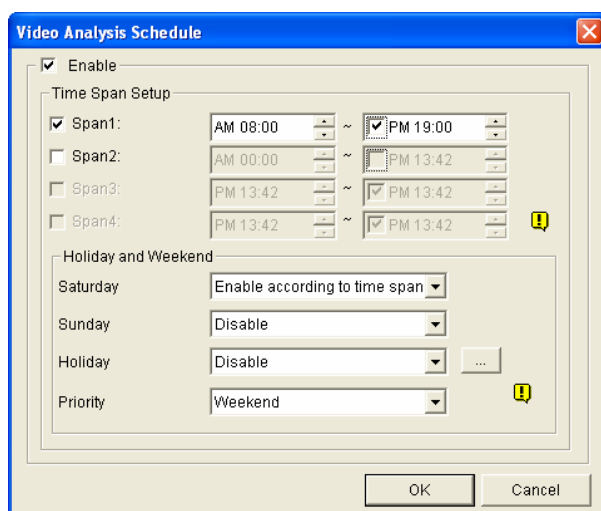 Video Analysis Schedule
Enable
Time Span Setup
Span1: AM 08:00 ~ PM 19:00
Span2: AM 00:00 ~ PM 13:42
Span3: PM 13:42 ~ PM 13:42
Span4: PM 13:42 ~ PM 13:42
Holiday and Weekend
Saturday Enable according to time span
Sunday Disable
Holiday Disable ...
Priority Weekend
OK Cancel